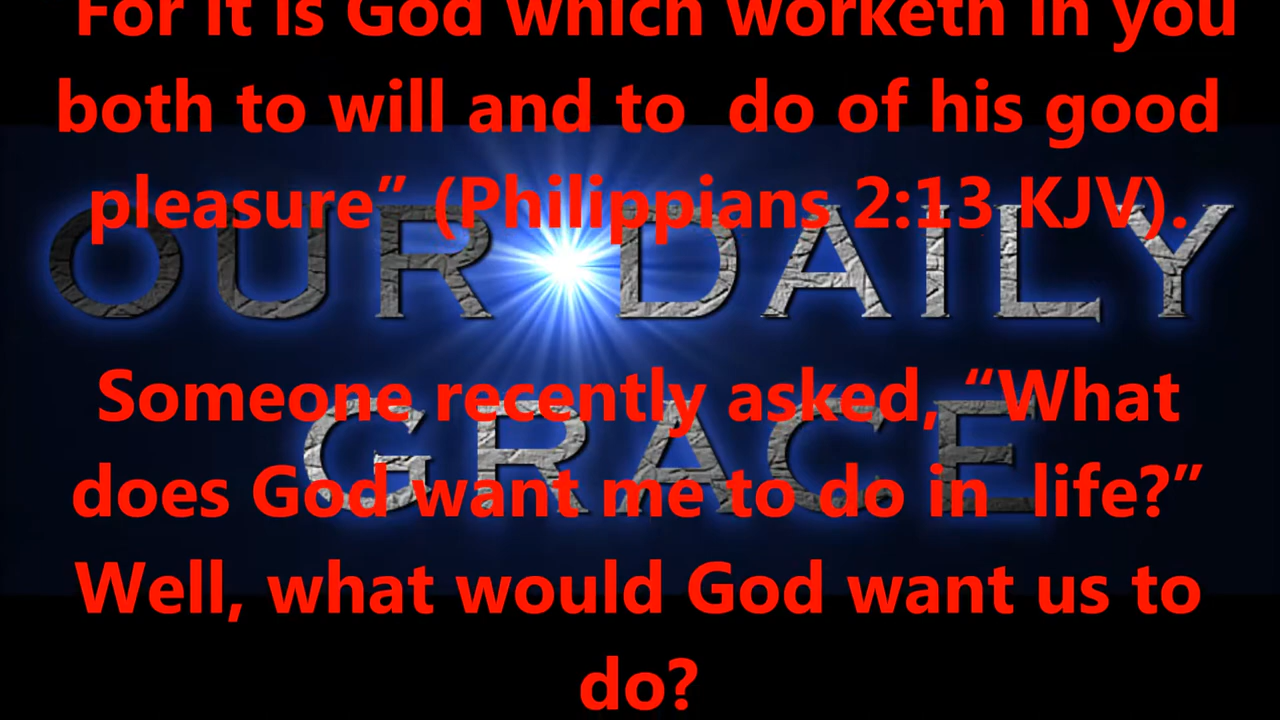 For it is God which worketh in you
both to will and to  do of his good
pleasure”  (Philippians 2:13 KJV).
OUR DAILY
Someone recently asked, “What
GRACE
does God want me to do in  life?”
Well, what would God want us to
do?